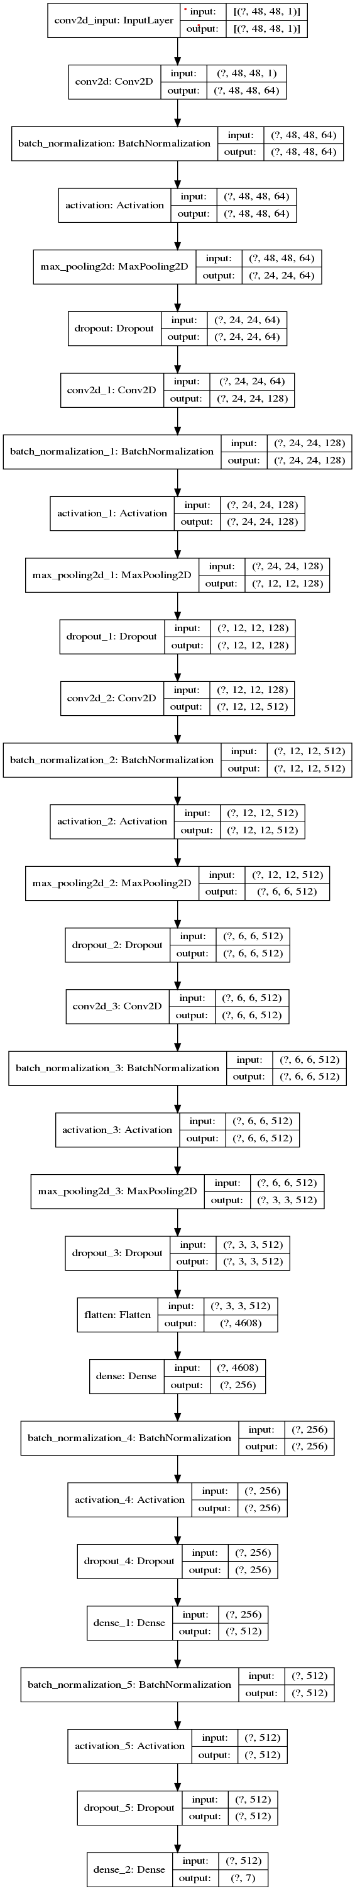 conv2d_input: InputLayer input: [(?, 48, 48, 1)]
output: [(?, 48, 48, 1)]
conv2d: Conv2D input: (?, 48, 48, 1)
output: (?, 48, 48, 64)
batch_normalization: BatchNormalization input: (?, 48, 48, 64)
output: (?, 48, 48, 64)
activation: Activation input: (?, 48, 48, 64)
output: (?, 48, 48, 64)
max_pooling2d: MaxPooling2D input: (?, 48, 48, 64)
output: (?, 24, 24, 64)
dropout: Dropout input: (?, 24, 24, 64)
output: (?, 24, 24, 64)
conv2d_1: Conv2D input: (?, 24, 24, 64)
output: (?, 24, 24, 128)
batch_normalization_1: BatchNormalization input: (?, 24, 24, 128)
output: (?, 24, 24, 128)
activation_1: Activation input: (?, 24, 24, 128)
output: (?, 24, 24, 128)
max_pooling2d_1: MaxPooling2D input: (?, 24, 24, 128)
output: (?, 12, 12, 128)
dropout_1: Dropout input: (?, 12, 12, 128)
output: (?, 12, 12, 128)
conv2d_2: Conv2D input: (?, 12, 12, 128)
output: (?, 12, 12, 512)
batch_normalization_2: BatchNormalization input: (?, 12, 12, 512)
output: (?, 12, 12, 512)
activation_2: Activation input: (?, 12, 12, 512)
output: (?, 12, 12, 512)
max_pooling2d_2: MaxPooling2D input: (?, 12, 12, 512)
output: (?, 6, 6, 512)
dropout_2: Dropout input: (?, 6, 6, 512)
output: (?, 6, 6, 512)
conv2d_3: Conv2D input: (?, 6, 6, 512)
output: (?, 6, 6, 512)
batch_normalization_3: BatchNormalization input: (?, 6, 6, 512)
output: (?, 6, 6, 512)
activation_3: Activation input: (?, 6, 6, 512)
output: (?, 6, 6, 512)
max_pooling2d_3: MaxPooling2D input: (?, 6, 6, 512)
output: (?, 3, 3, 512)
dropout_3: Dropout input: (?, 3, 3, 512)
output: (?, 3, 3, 512)
flatten: Flatten input: (?, 3, 3, 512)
output: (?, 4608)
dense: Dense input: (?, 4608)
output: (?, 256)
batch_normalization_4: BatchNormalization input: (?, 256)
output: (?, 256)
activation_4: Activation input: (?, 256)
output: (?, 256)
dropout_4: Dropout input: (?, 256)
output: (?, 256)
dense_1: Dense input: (?, 256)
output: (?, 512)
batch_normalization_5: BatchNormalization input: (?, 512)
output: (?, 512)
activation_5: Activation input: (?, 512)
output: (?, 512)
dropout_5: Dropout input: (?, 512)
output: (?, 512)
dense_2: Dense input: (?, 512)
output: (?, 7)